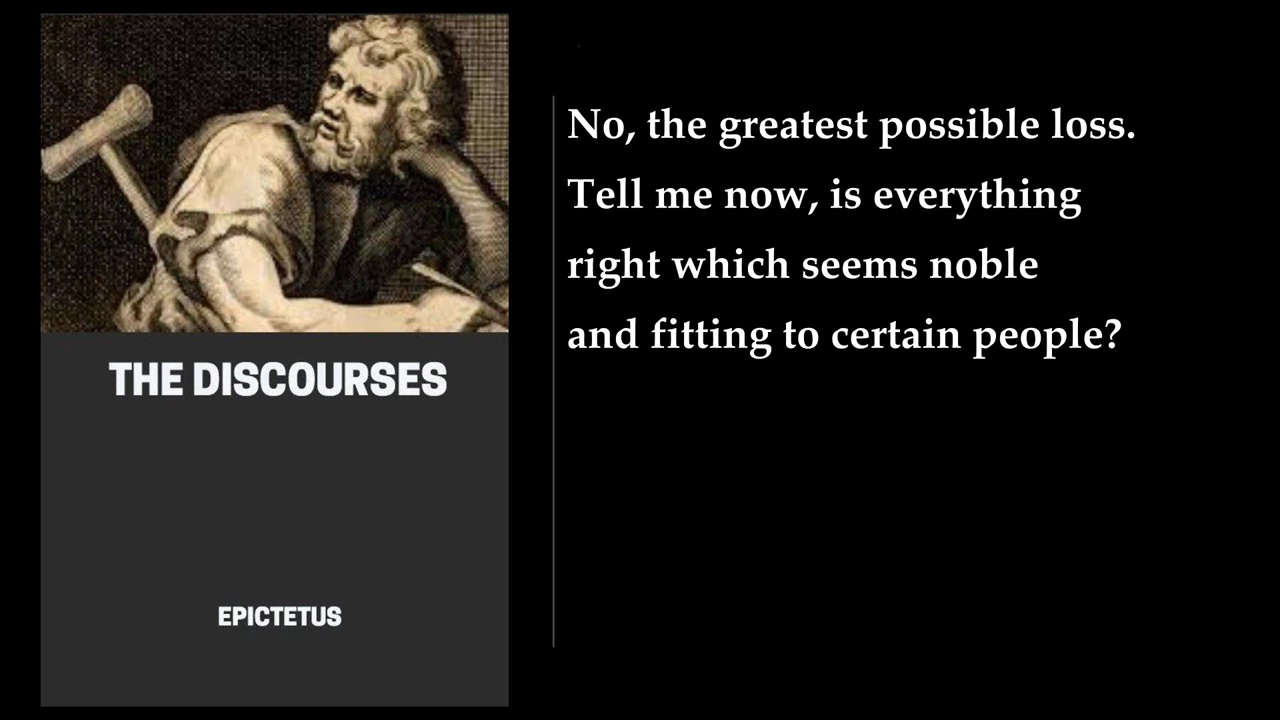 THE DISCOURSES
EPICTETUS
No, the greatest possible loss.
Tell me now, is everything
right which seems noble
and fitting to certain people?